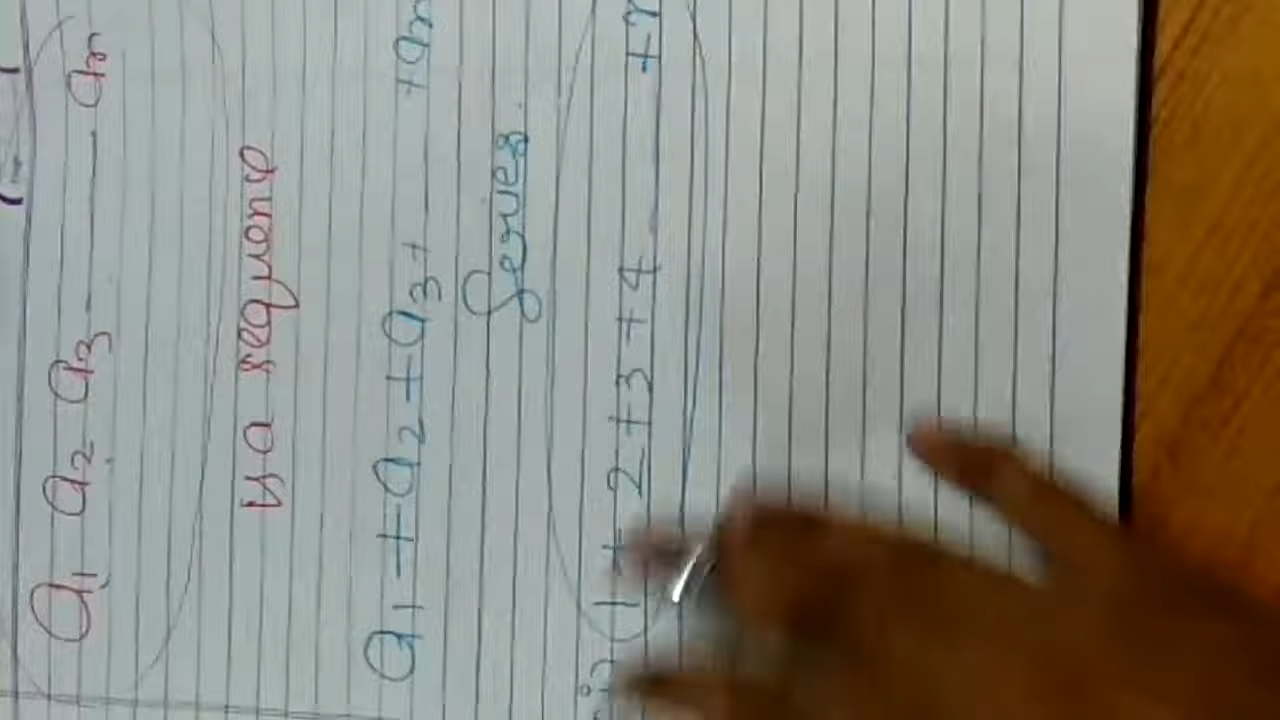 a₁ a₂ a₃ ——— aₙ
is a sequence
a₁ + a₂ + a₃ + --- + aₙ
Series
1 + 2 + 3 + 4 --- + n